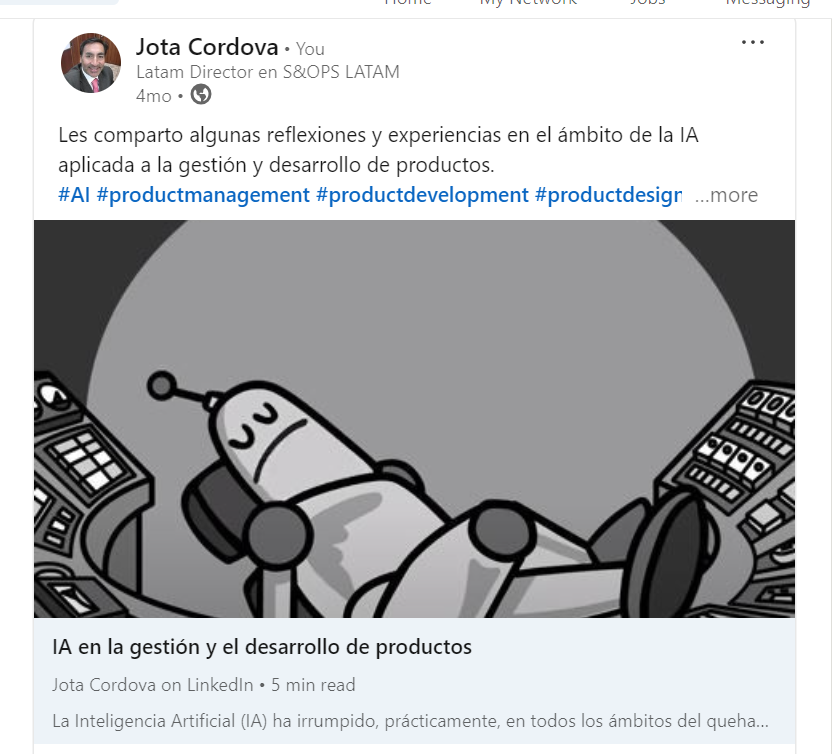 Home My Network Jobs Messaging
Jota Cordova • You
Latam Director en S&OPS LATAM
4mo •
Les comparto algunas reflexiones y experiencias en el ámbito de la IA
aplicada a la gestión y desarrollo de productos.
#AI #productmanagement #productdevelopment #productdesign ...more
IA en la gestión y el desarrollo de productos
Jota Cordova on LinkedIn • 5 min read
La Inteligencia Artificial (IA) ha irrumpido, prácticamente, en todos los ámbitos del queha...